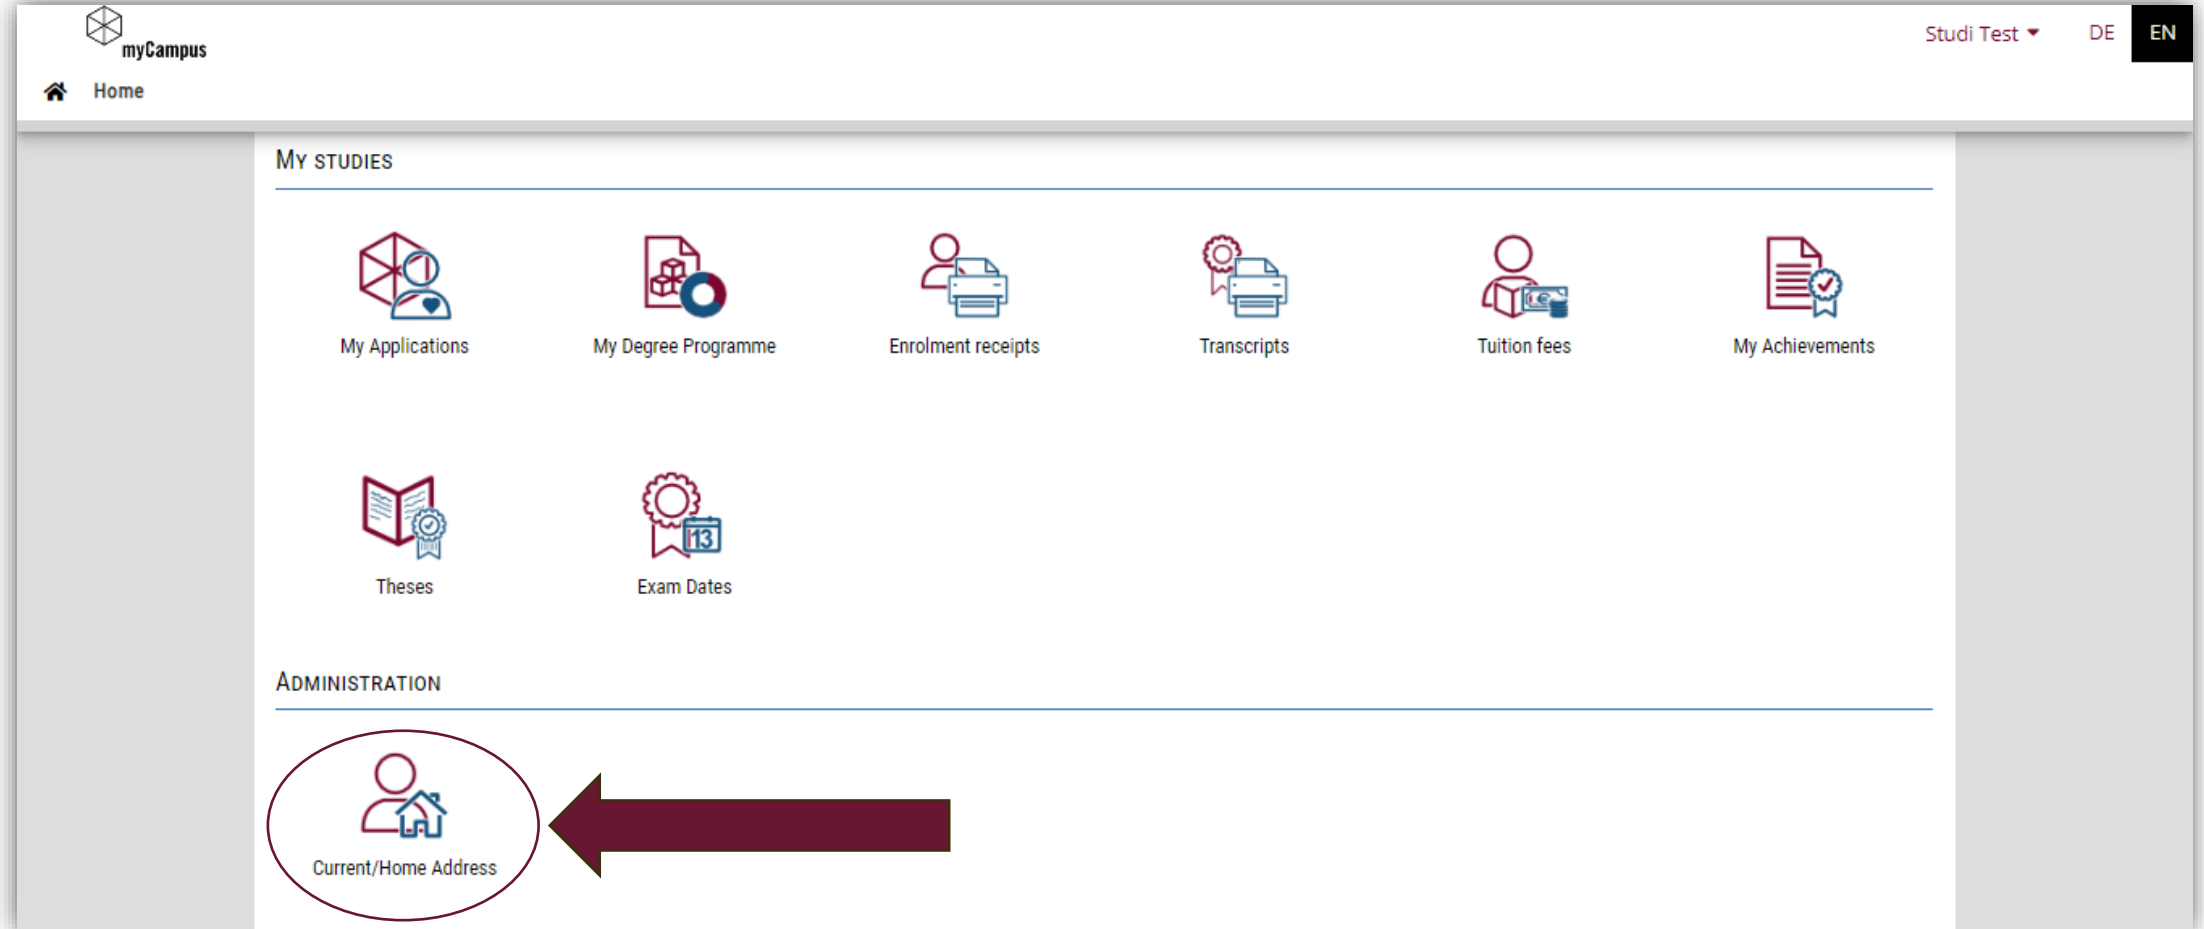 myCampus
Studi Test DE EN
Home
MY STUDIES
My Applications My Degree Programme Enrolment receipts Transcripts Tuition fees My Achievements
13
Theses Exam Dates
ADMINISTRATION
Current/Home Address